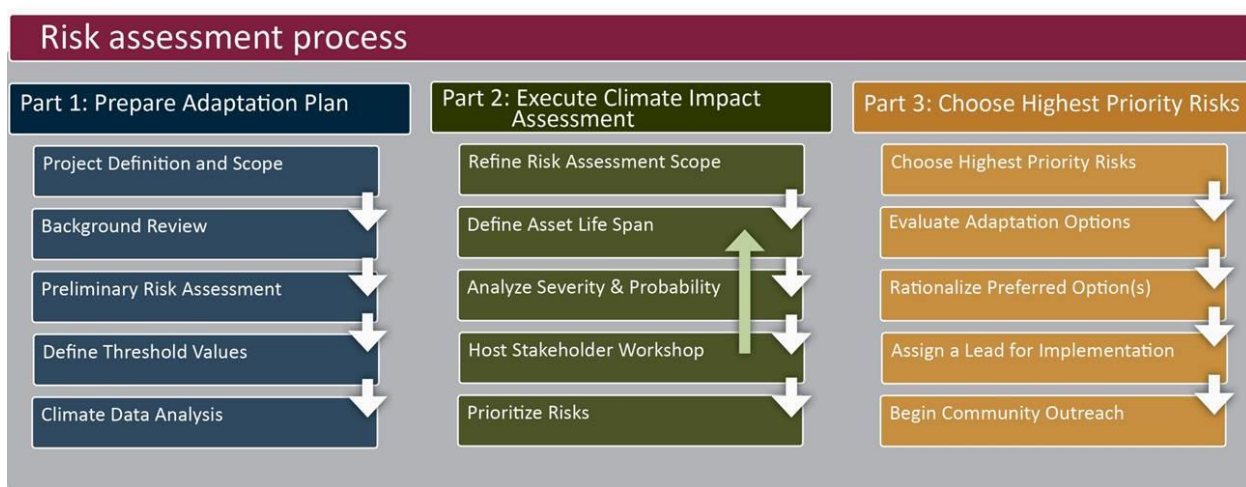 Risk assessment process
Part 1: Prepare Adaptation Plan
Project Definition and Scope
Background Review
Preliminary Risk Assessment
Define Threshold Values
Climate Data Analysis
Part 2: Execute Climate Impact
Assessment
Refine Risk Assessment Scope
Define Asset Life Span
Analyze Severity & Probability
Host Stakeholder Workshop
Prioritize Risks
Part 3: Choose Highest Priority Risks
Choose Highest Priority Risks
Evaluate Adaptation Options
Rationalize Preferred Option(s)
Assign a Lead for Implementation
Begin Community Outreach